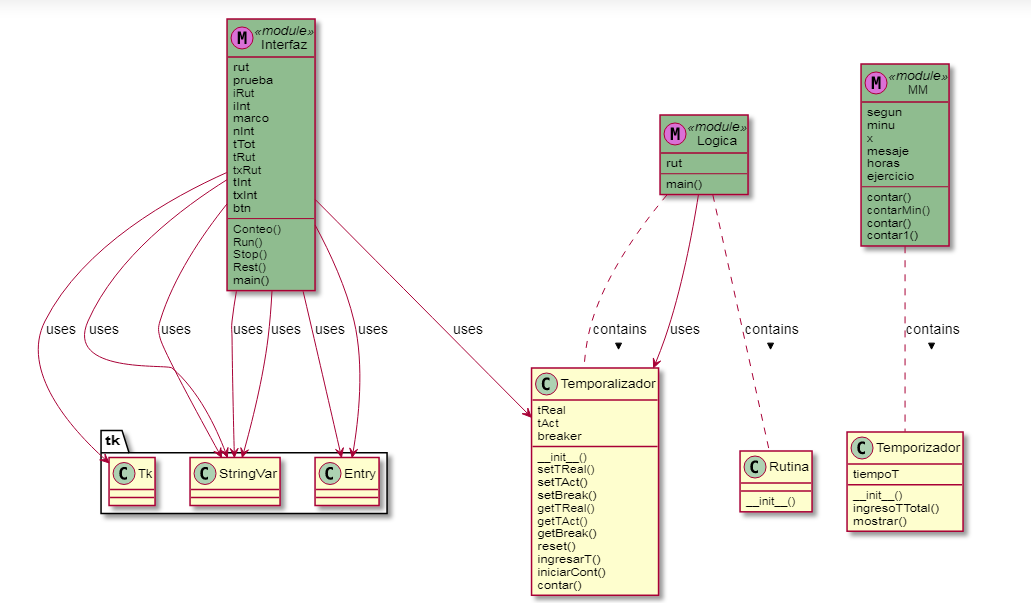 M «module»
Interfaz
rut
prueba
iRut
iInt
marco
nInt
tTot
tRut
txRut
tInt
txInt
btn
Conteo()
Run()
Stop()
Rest()
main()
M «module»
Logica
rut
main()
M «module»
MM
segun
minu
x
mesaje
horas
ejercicio
contar()
contarMin()
contar()
contar1()
uses
uses
uses
uses
uses
uses
uses
uses
contains
uses
contains
contains
tk
C Tk
C StringVar
C Entry
C Temporalizador
tReal
tAct
breaker
__init__()
setTReal()
setTAct()
setBreak()
getTReal()
getTAct()
getBreak()
reset()
ingresarT()
iniciarCont()
contar()
C Rutina
__init__()
C Temporizador
tiempoT
__init__()
ingresoTTotal()
mostrar()